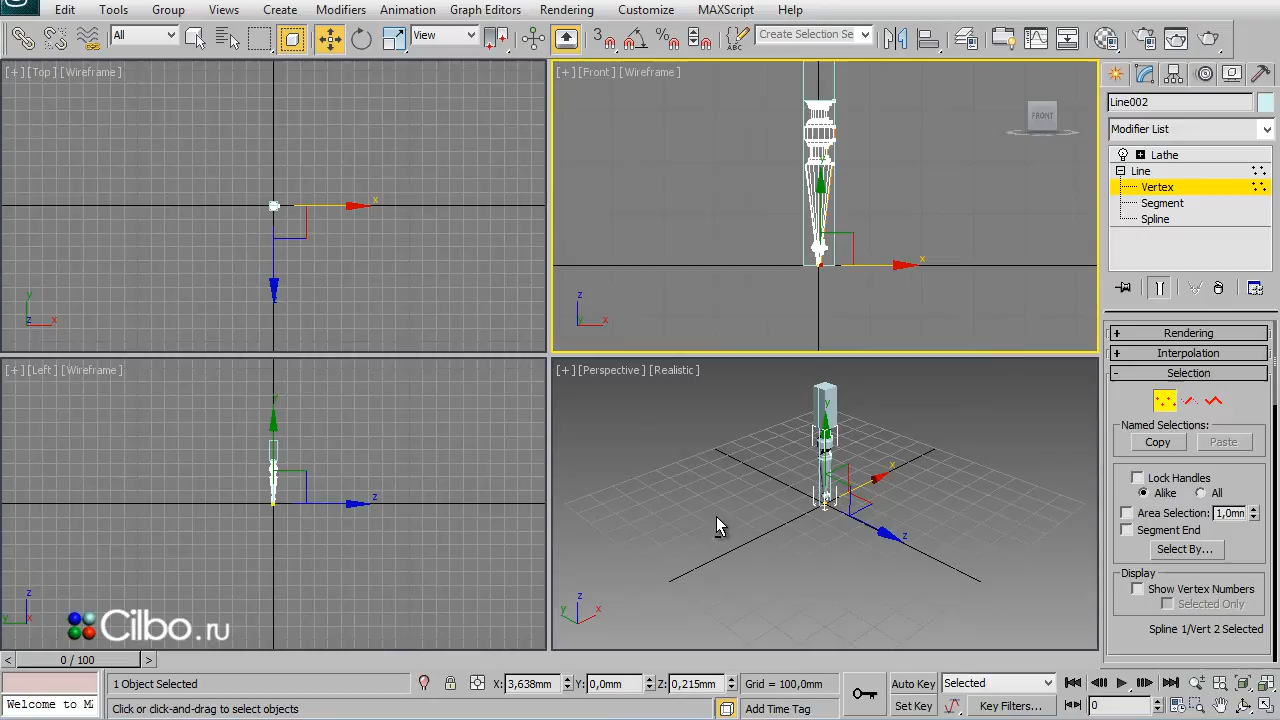 Edit Tools Group Views Create Modifiers Animation Graph Editors Rendering Customize MAXScript Help
All View 3 Create Selection Se
[+] [Top] [Wireframe]
[+] [Front] [Wireframe]
FRONT
Line002
Modifier List
Lathe
Line
Vertex
Segment
Spline
x
y
z x
x
z
y x
Rendering
Interpolation
Selection
[+] [Left] [Wireframe]
[+] [Perspective] [Realistic]
Named Selections:
Copy Paste
Lock Handles
Alike All
Area Selection: 1,0mm
Segment End
Select By...
Display
Show Vertex Numbers
Selected Only
Spline 1/Vert 2 Selected
y
z
z
y x
y
x
z
z
y x
Cilbo.ru
< 0 / 100 >
1 Object Selected X: 3,638mm Y: 0,0mm Z: 0,215mm Grid = 100,0mm Auto Key Selected
Welcome to M Click or click-and-drag to select objects Add Time Tag Set Key Key Filters... 0